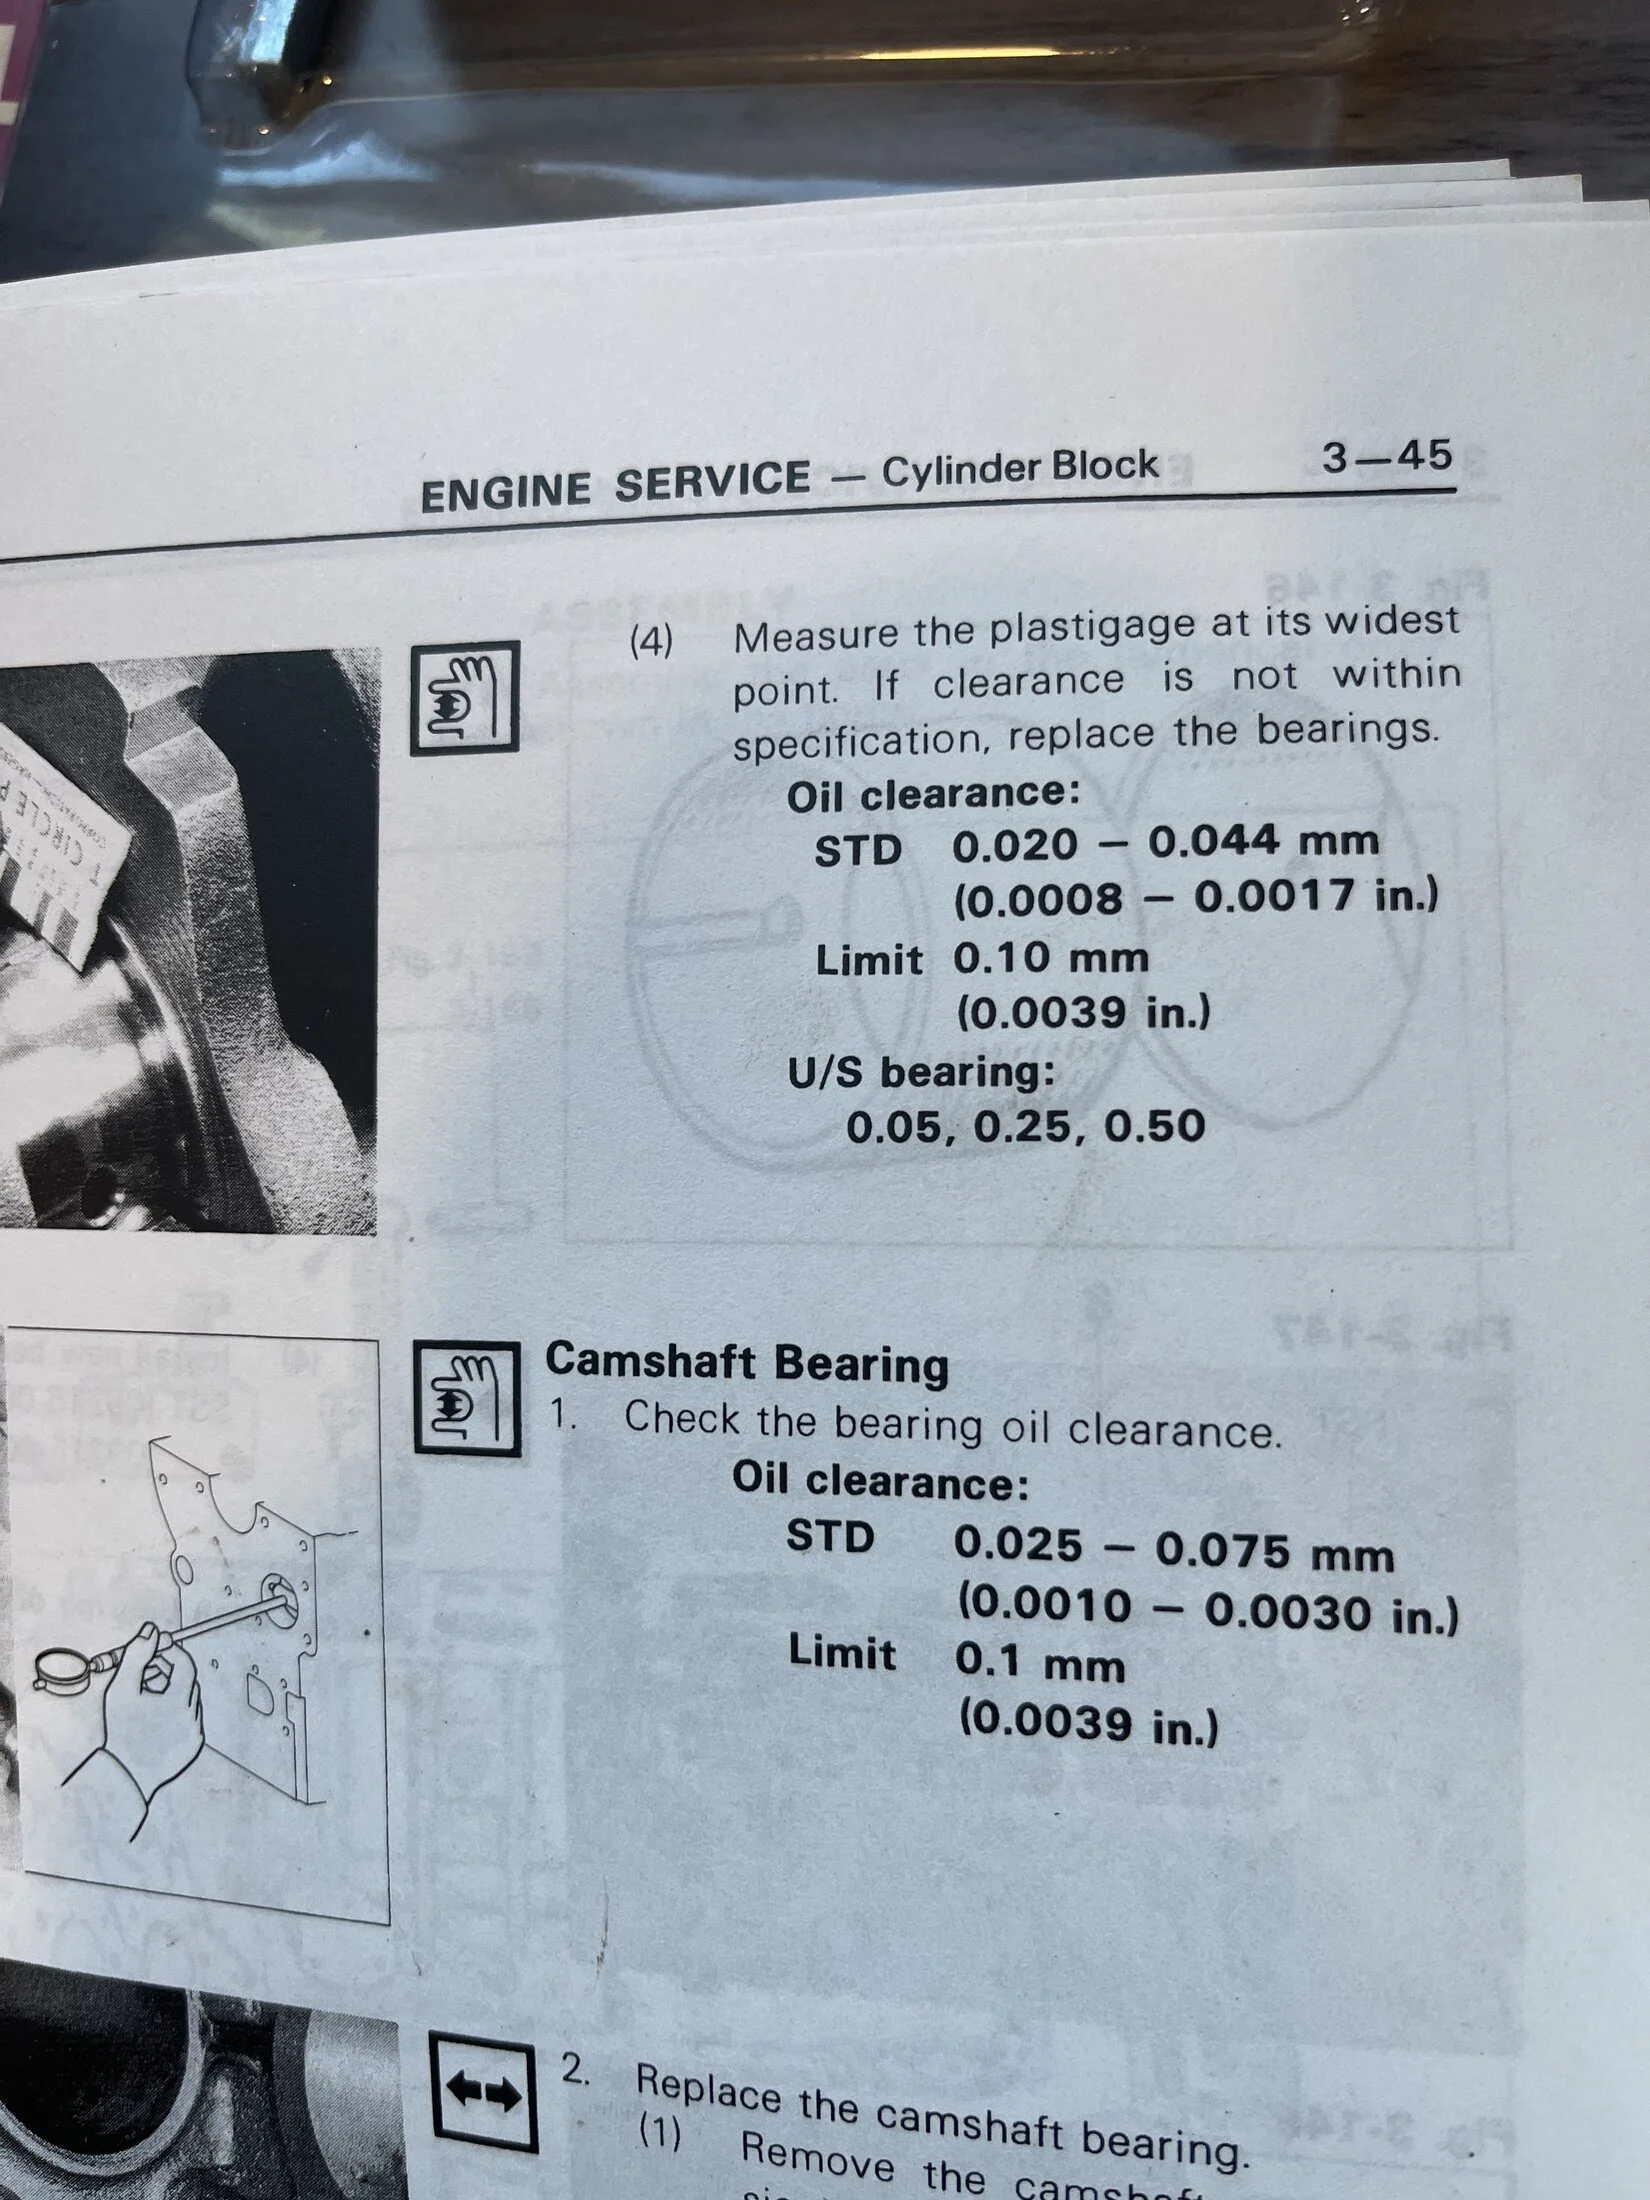 ENGINE SERVICE — Cylinder Block 3—45
(4) Measure the plastigage at its widest
point. If clearance is not within
specification, replace the bearings.
Oil clearance:
STD 0.020 — 0.044 mm
(0.0008 — 0.0017 in.)
Limit 0.10 mm
(0.0039 in.)
U/S bearing:
0.05, 0.25, 0.50
CIRCLE
Camshaft Bearing
1. Check the bearing oil clearance.
Oil clearance:
STD 0.025 — 0.075 mm
(0.0010 — 0.0030 in.)
Limit 0.1 mm
(0.0039 in.)
2. Replace the camshaft bearing.
(1) Remove the